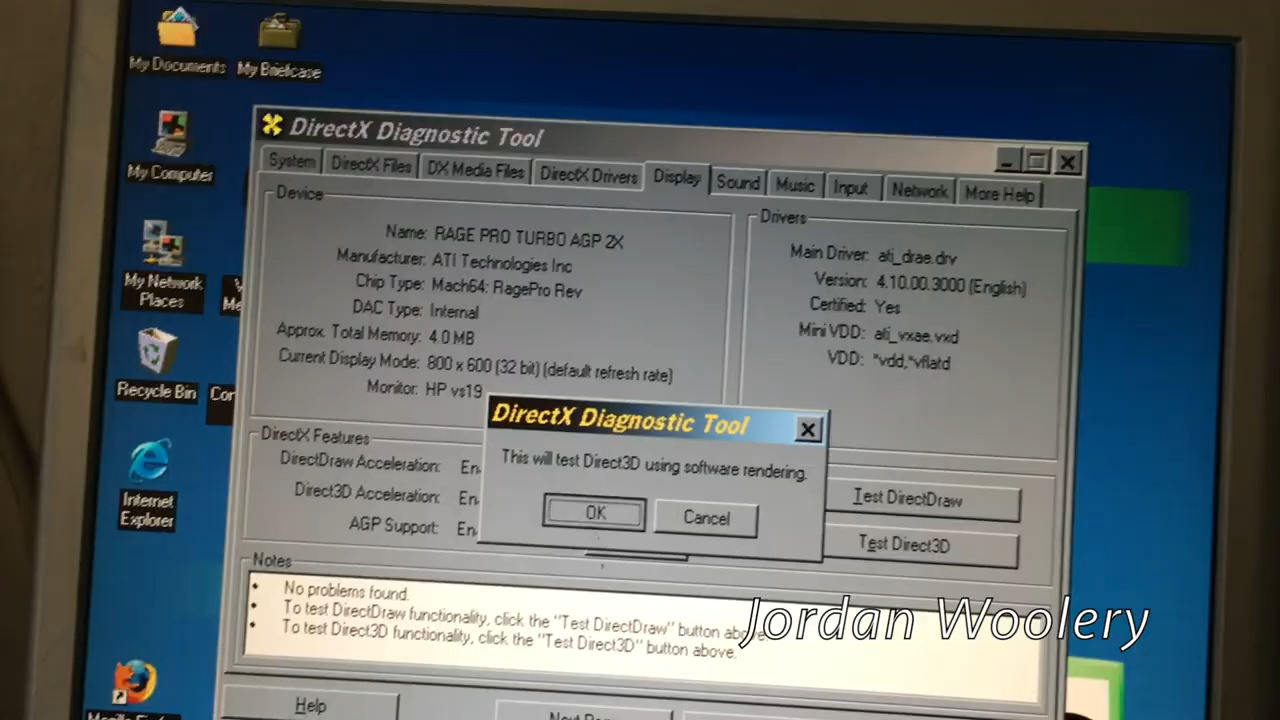 My Documents
My Briefcase
My Computer
My Network
Places
Recycle Bin
Internet
Explorer
DirectX Diagnostic Tool
System
DirectX Files
DX Media Files
DirectX Drivers
Display
Sound
Music
Input
Network
More Help
Device
Name: RAGE PRO TURBO AGP 2X
Manufacturer: ATI Technologies Inc
Chip Type: Mach64: RagePro Rev
DAC Type: Internal
Approx. Total Memory: 4.0 MB
Current Display Mode: 800 x 600 (32 bit) (default refresh rate)
Monitor: HP vs19
Drivers
Main Driver: ati_drae.drv
Version: 4.10.00.3000 (English)
Certified: Yes
Mini VDD: ati_vxae.vxd
VDD: *vdd,*vflatd
DirectX Features
DirectDraw Acceleration: En
Direct3D Acceleration: En
AGP Support: En
Test DirectDraw
Test Direct3D
DirectX Diagnostic Tool
This will test Direct3D using software rendering.
OK
Cancel
Notes
• No problems found.
• To test DirectDraw functionality, click the "Test DirectDraw" button above.
• To test Direct3D functionality, click the "Test Direct3D" button above.
Help
Jordan Woolery